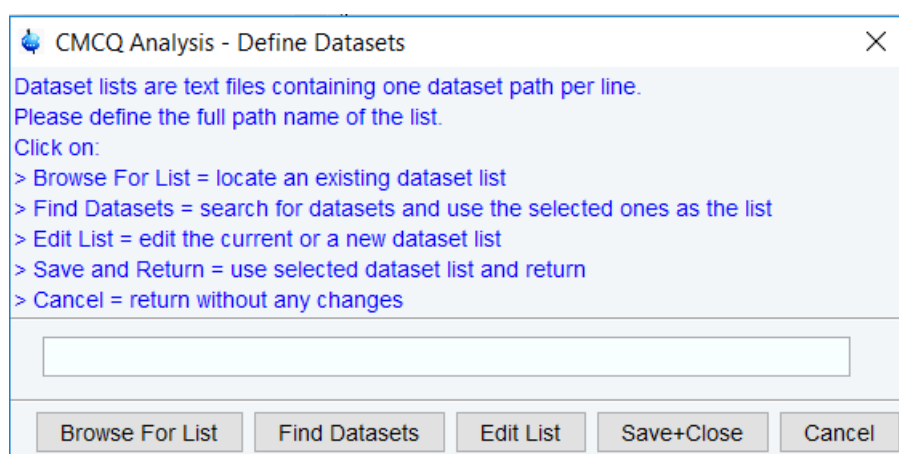 CMCQ Analysis - Define Datasets
Dataset lists are text files containing one dataset path per line.
Please define the full path name of the list.
Click on:
> Browse For List = locate an existing dataset list
> Find Datasets = search for datasets and use the selected ones as the list
> Edit List = edit the current or a new dataset list
> Save and Return = use selected dataset list and return
> Cancel = return without any changes
Browse For List Find Datasets Edit List Save+Close Cancel